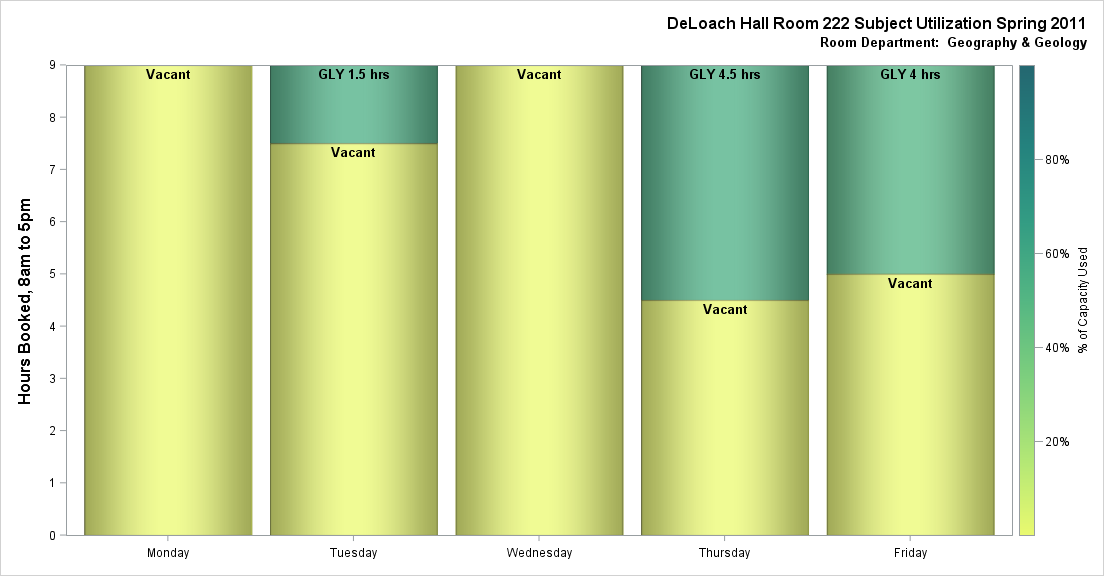 DeLoach Hall Room 222 Subject Utilization Spring 2011
Room Department: Geography & Geology
Hours Booked, 8am to 5pm
9
8
7
6
5
4
3
2
1
0
Vacant
GLY 1.5 hrs
Vacant
Vacant
GLY 4.5 hrs
Vacant
GLY 4 hrs
Vacant
Monday
Tuesday
Wednesday
Thursday
Friday
80%
60%
40%
20%
% of Capacity Used